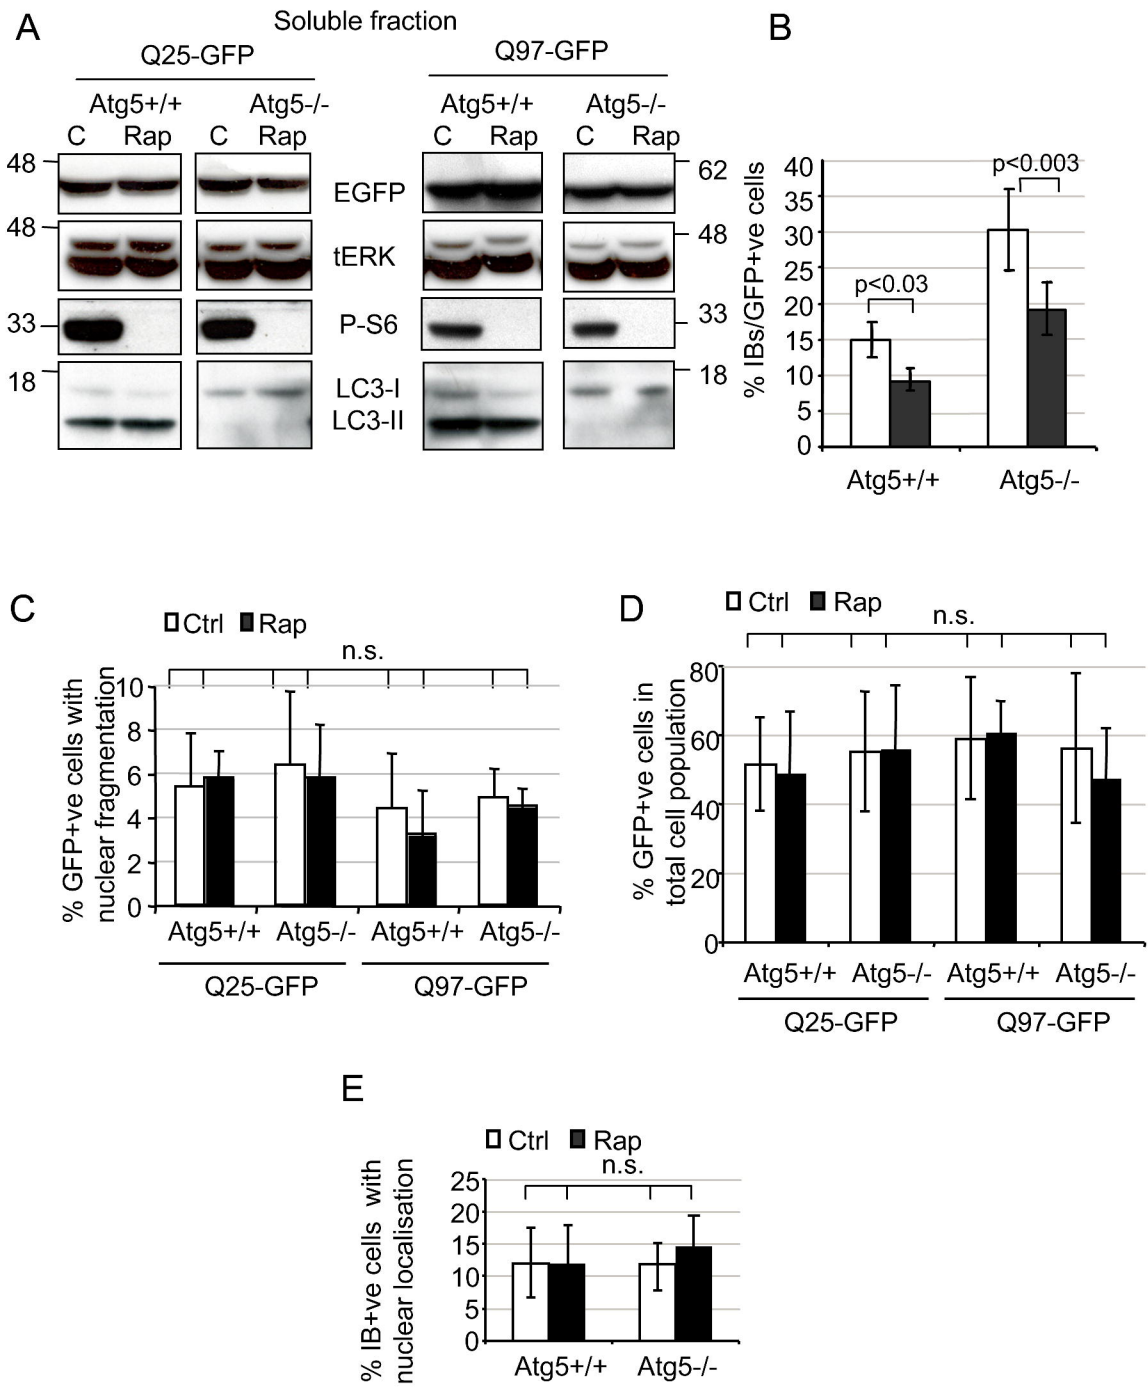 A
Soluble fraction
Q25-GFP
Q97-GFP
Atg5+/+ Atg5-/-
Atg5+/+ Atg5-/-
C Rap C Rap
C Rap C Rap
48
EGFP
62
48
tERK
48
33
P-S6
33
18
LC3-I
LC3-II
18
B
% IBs/GFP+ve cells
40
35
30
25
20
15
10
5
0
p<0.03
p<0.003
Atg5+/+ Atg5-/-
C
Ctrl Rap
n.s.
% GFP+ve cells with
nuclear fragmentation
10
8
6
4
2
0
Atg5+/+ Atg5-/- Atg5+/+ Atg5-/-
Q25-GFP Q97-GFP
D
Ctrl Rap
n.s.
% GFP+ve cells in
total cell population
80
60
40
20
0
Atg5+/+ Atg5-/- Atg5+/+ Atg5-/-
Q25-GFP Q97-GFP
E
Ctrl Rap
n.s.
% IB+ve cells with
nuclear localisation
25
20
15
10
5
0
Atg5+/+ Atg5-/-